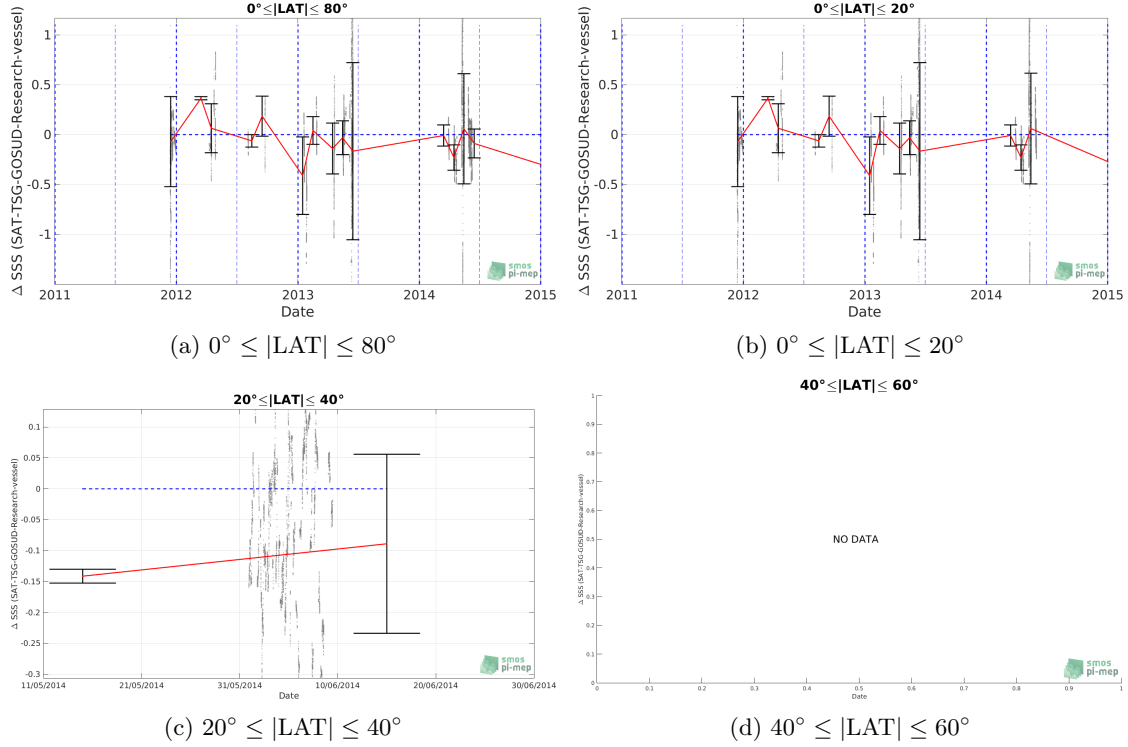 0°≤|LAT|≤ 80°
Δ SSS (SAT-TSG-GOSUD-Research-vessel)
0.5
0
-0.5
-1
smos
pi-mep
2011 2012 2013 2014 2015
Date
(a) 0° ≤ |LAT| ≤ 80°
0°≤|LAT|≤ 20°
Δ SSS (SAT-TSG-GOSUD-Research-vessel)
0.5
0
-0.5
-1
smos
pi-mep
2011 2012 2013 2014 2015
Date
(b) 0° ≤ |LAT| ≤ 20°
20°≤|LAT|≤ 40°
Δ SSS (SAT-TSG-GOSUD-Research-vessel)
0.1
0.05
0
-0.05
-0.1
-0.15
-0.2
-0.25
-0.3
smos
pi-mep
11/05/2014 21/05/2014 31/05/2014 10/06/2014 20/06/2014 30/06/2014
Date
(c) 20° ≤ |LAT| ≤ 40°
40°≤|LAT|≤ 60°
Δ SSS (SAT-TSG-GOSUD-Research-vessel)
1
0.9
0.8
0.7
0.6
0.5
0.4
0.3
0.2
0.1
0
NO DATA
smos
pi-mep
0 0.1 0.2 0.3 0.4 0.5 0.6 0.7 0.8 0.9 1
Date
(d) 40° ≤ |LAT| ≤ 60°